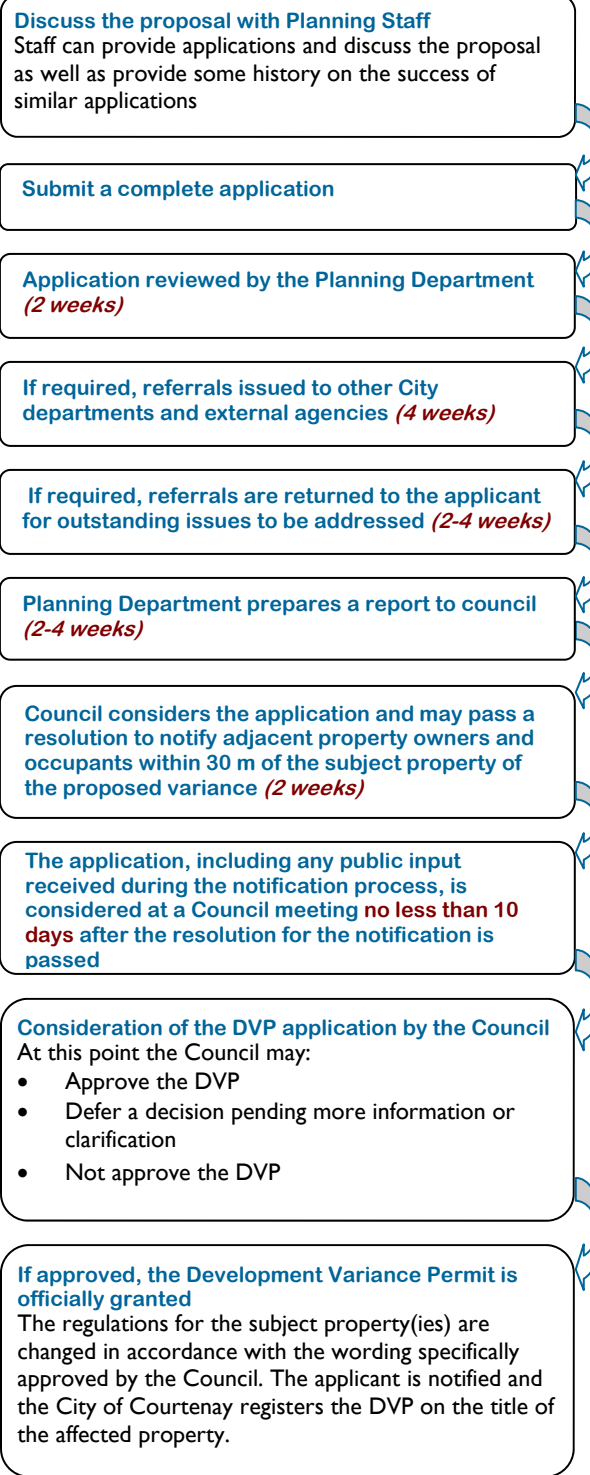 Discuss the proposal with Planning Staff
Staff can provide applications and discuss the proposal
as well as provide some history on the success of
similar applications
Submit a complete application
Application reviewed by the Planning Department
(2 weeks)
If required, referrals issued to other City
departments and external agencies (4 weeks)
If required, referrals are returned to the applicant
for outstanding issues to be addressed (2-4 weeks)
Planning Department prepares a report to council
(2-4 weeks)
Council considers the application and may pass a
resolution to notify adjacent property owners and
occupants within 30 m of the subject property of
the proposed variance (2 weeks)
The application, including any public input
received during the notification process, is
considered at a Council meeting no less than 10
days after the resolution for the notification is
passed
Consideration of the DVP application by the Council
At this point the Council may:
• Approve the DVP
• Defer a decision pending more information or
clarification
• Not approve the DVP
If approved, the Development Variance Permit is
officially granted
The regulations for the subject property(ies) are
changed in accordance with the wording specifically
approved by the Council. The applicant is notified and
the City of Courtenay registers the DVP on the title of
the affected property.